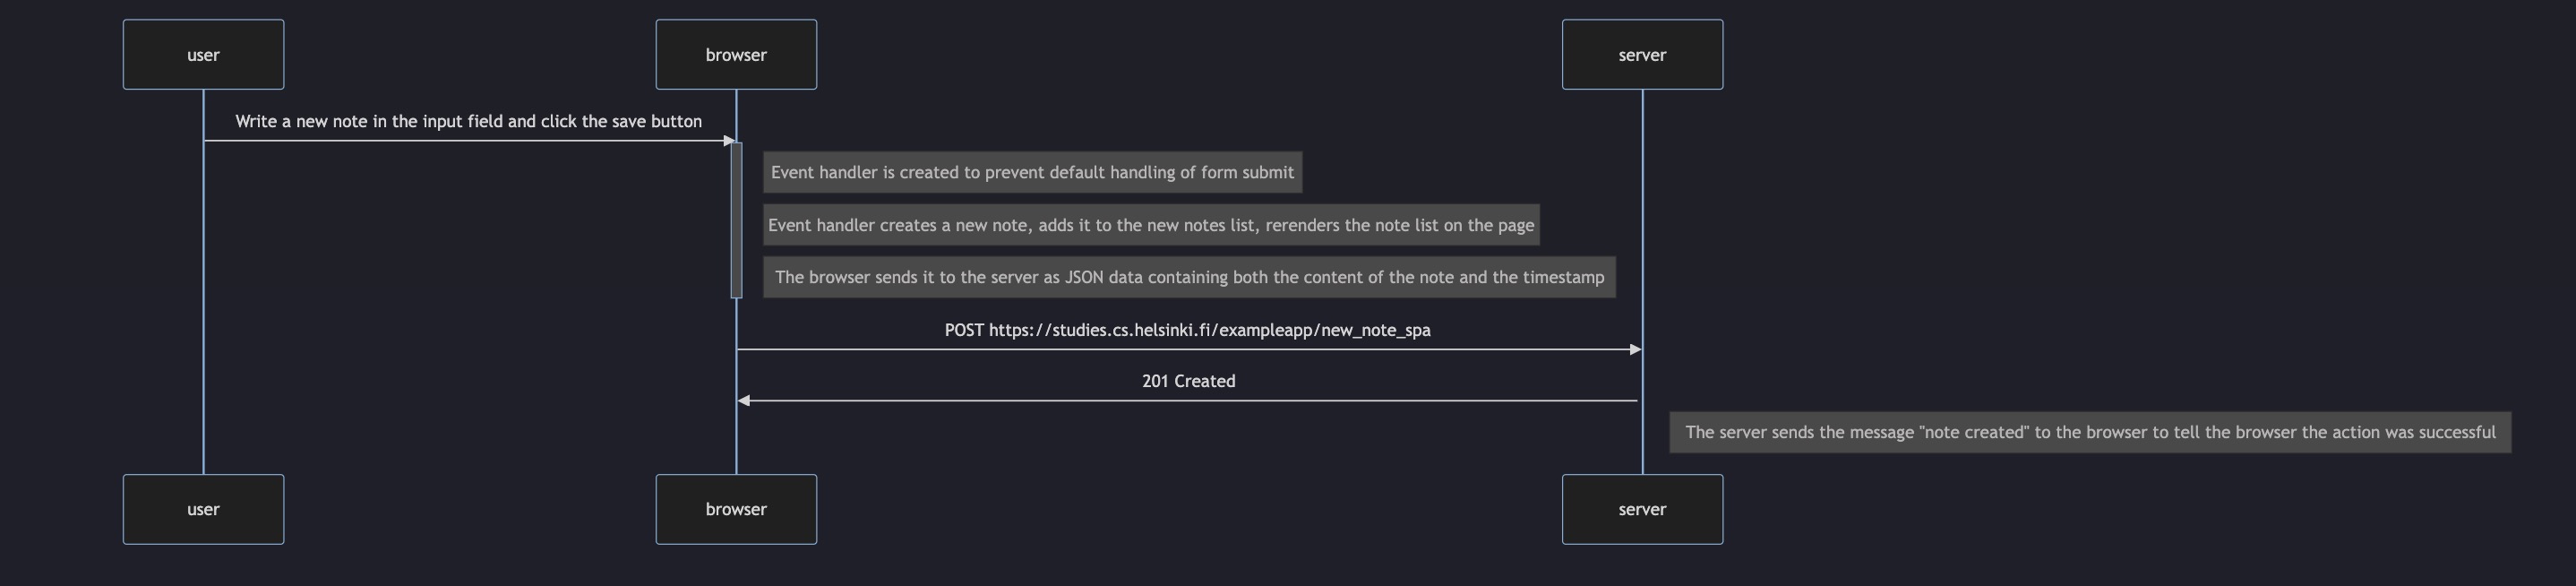 user
browser
server
Write a new note in the input field and click the save button
Event handler is created to prevent default handling of form submit
Event handler creates a new note, adds it to the new notes list, rerenders the note list on the page
The browser sends it to the server as JSON data containing both the content of the note and the timestamp
POST https://studies.cs.helsinki.fi/exampleapp/new_note_spa
201 Created
The server sends the message "note created" to the browser to tell the browser the action was successful
user
browser
server